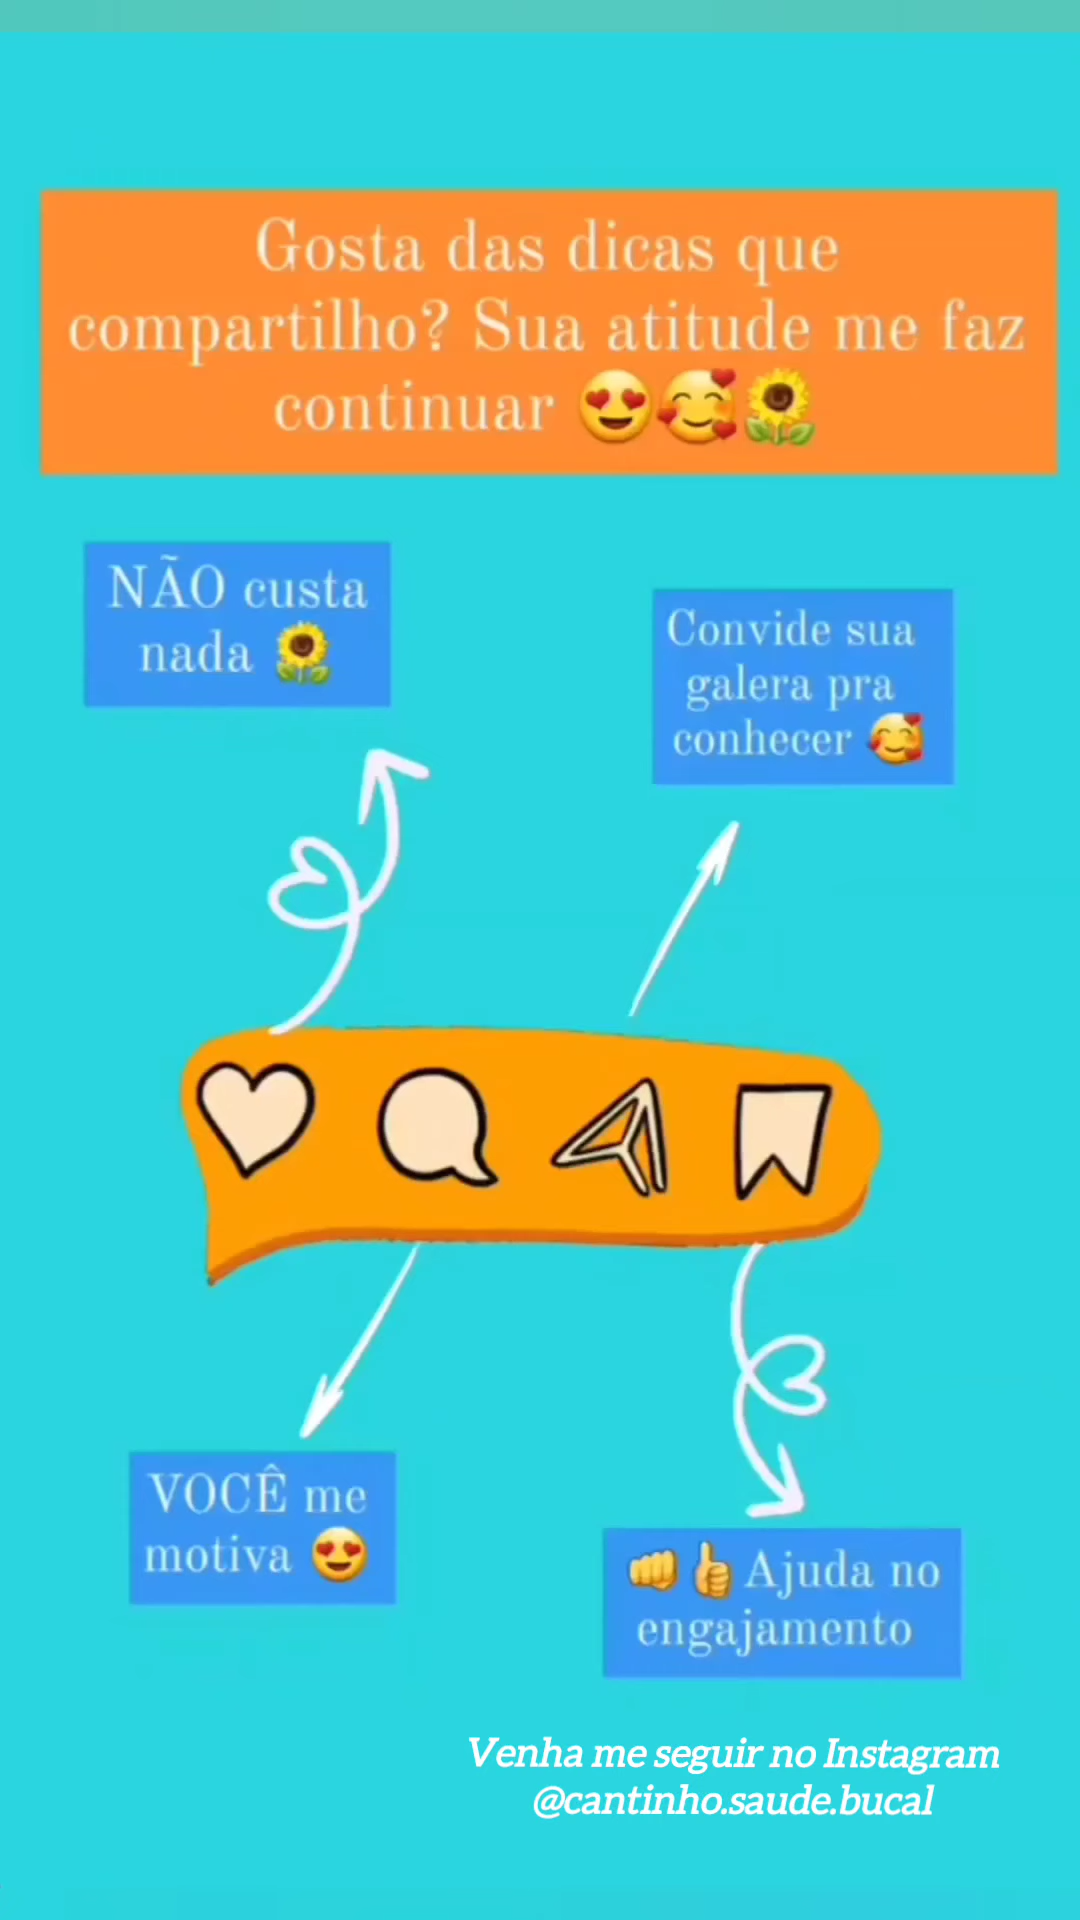 Gosta das dicas que
compartilho? Sua atitude me faz
continuar 😍🥰🌻
NÃO custa
nada 🌻
Convide sua
galera pra
conhecer 🥰
VOCÊ me
motiva 😍
👊👍 Ajuda no
engajamento
Venha me seguir no Instagram
@cantinho.saude.bucal